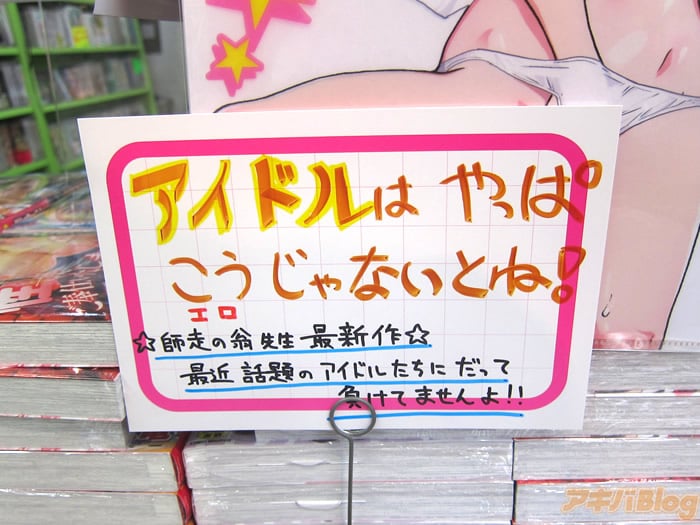 アイドルは やっぱ
こうじゃないとね!
エロ
☆師走の翁先生 最新作☆
最近 話題のアイドルたちに だって
負けてませんよ!!
アキバBlog